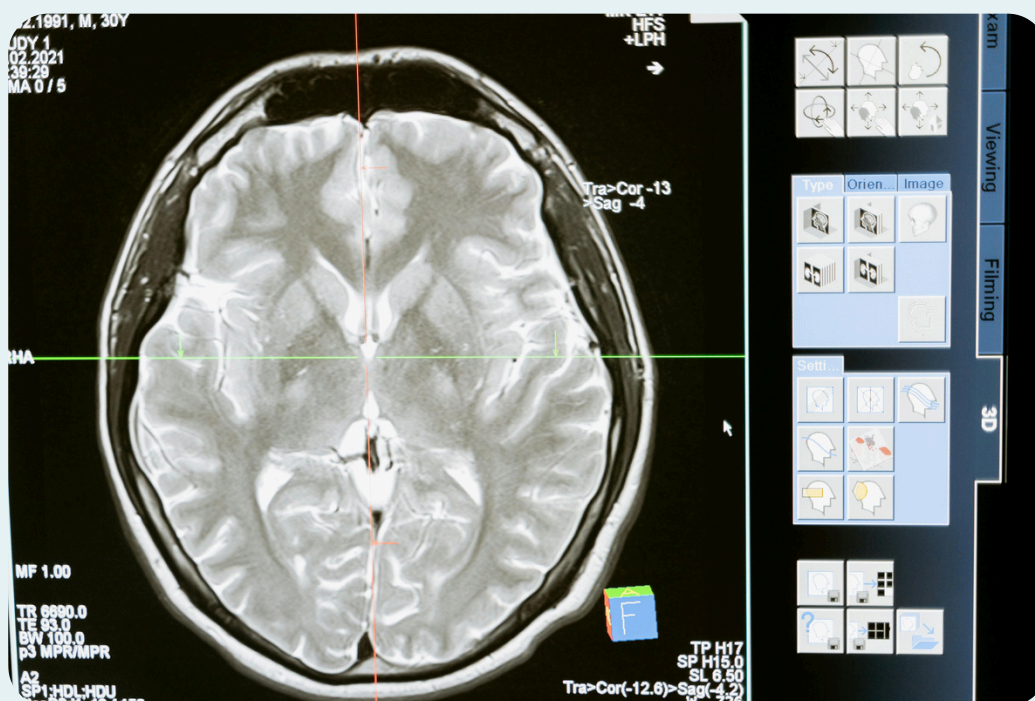 .1991, M, 30Y
UDY 1
02.2021
:39:29
MA 0 / 5
HFS
+LPH
Tra>Cor -13
>Sag -4
RHA
MF 1.00
TR 6690.0
TE 93.0
BW 100.0
p3 MPR/MPR
A2
SP1;HDL;HDU
F
TP H17
SP H15.0
SL 6.50
Tra>Cor(-12.6)>Sag(-4.2)
xam
Viewing
Filming
3D
Type
Orien...
Image
Setti...
?